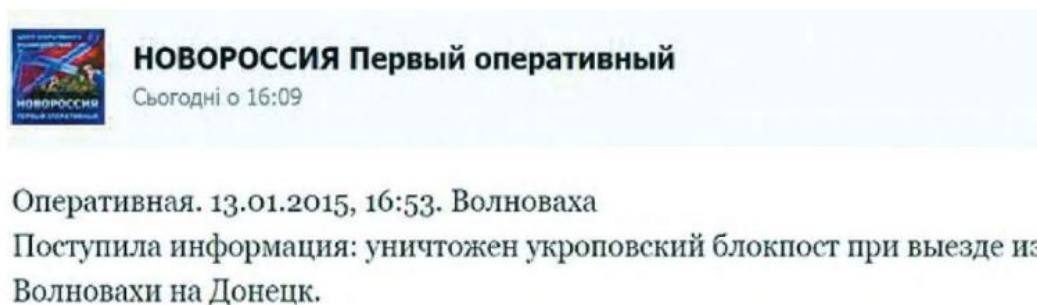 НОВОРОССИЯ
НОВОРОССИЯ Первый оперативный
Сьогодні о 16:09
Оперативная. 13.01.2015, 16:53. Волноваха
Поступила информация: уничтожен укроповский блокпост при выезде из
Волновахи на Донецк.